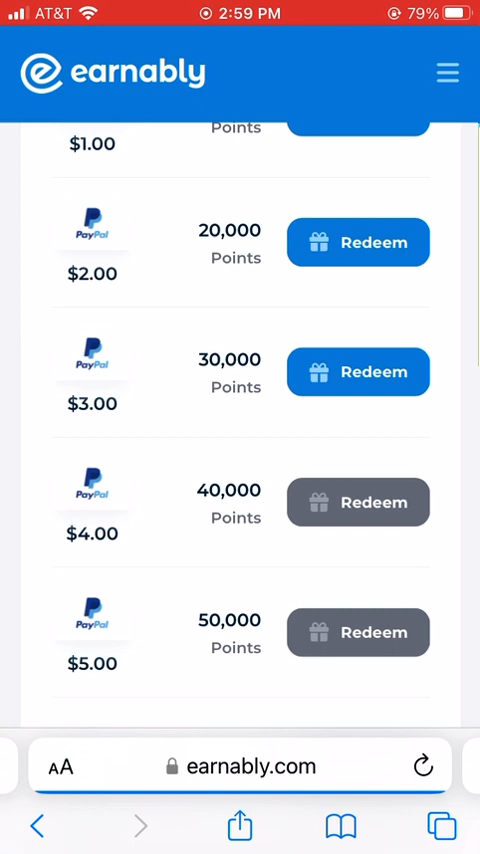 AT&T 2:59 PM 79%
earnably
Points
$1.00
PayPal
20,000
Points
Redeem
$2.00
PayPal
30,000
Points
Redeem
$3.00
PayPal
40,000
Points
Redeem
$4.00
PayPal
50,000
Points
Redeem
$5.00
AA earnably.com